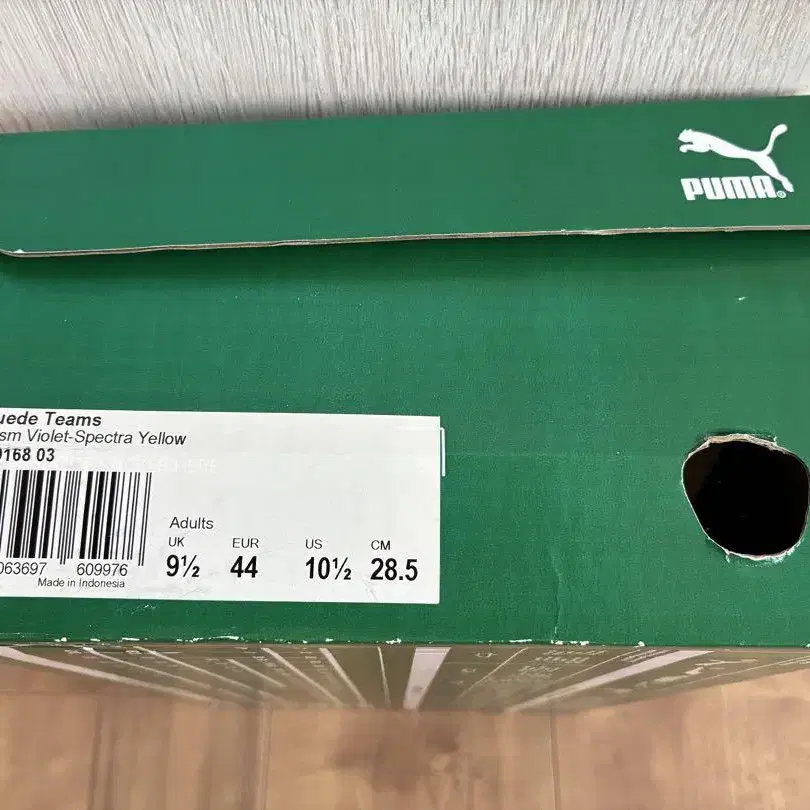 PUMA
uede Teams
sm Violet-Spectra Yellow
0168 03
Adults
UK EUR US CM
9½ 44 10½ 28.5
063697 609976
Made in Indonesia